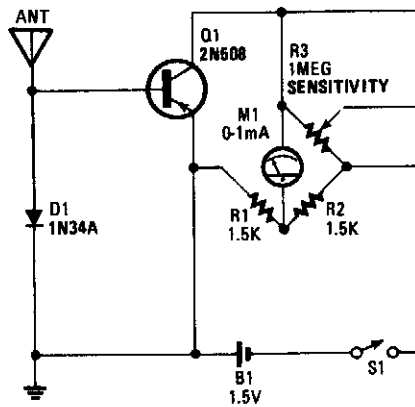 ANT
Q1
2N508
R3
1MEG
SENSITIVITY
M1
0-1mA
D1
1N34A
R1
1.5K
R2
1.5K
B1
1.5V
S1